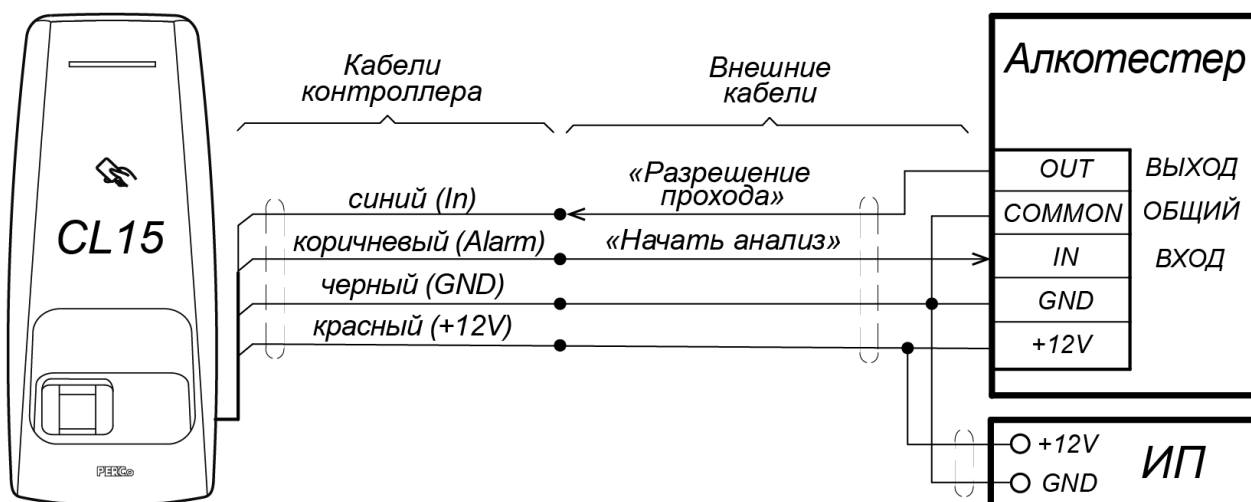 Кабели
контроллера
Внешние
кабели
Алкотестер
CL15
PERCo
синий (In)
коричневый (Alarm)
черный (GND)
красный (+12V)
«Разрешение
прохода»
«Начать анализ»
OUT ВЫХОД
COMMON ОБЩИЙ
IN ВХОД
GND
+12V
+12V
GND
ИП